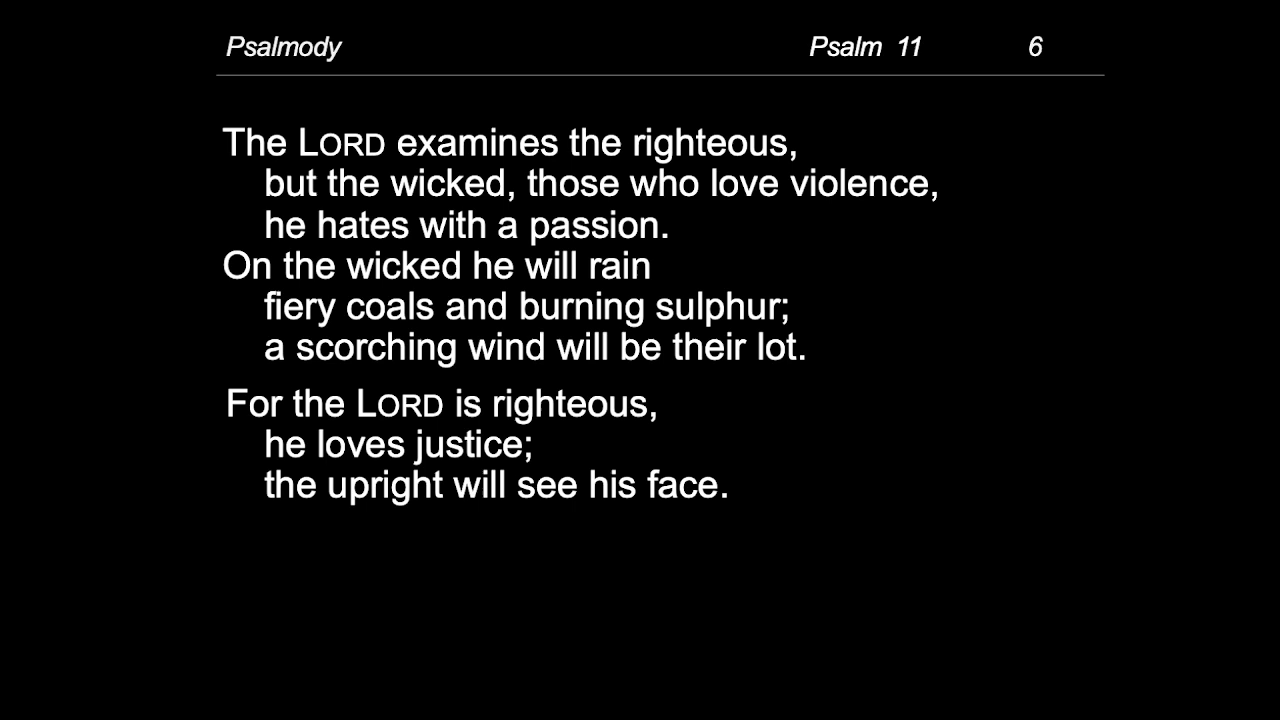 Psalmody Psalm 11 6
The LORD examines the righteous,
but the wicked, those who love violence,
he hates with a passion.
On the wicked he will rain
fiery coals and burning sulphur;
a scorching wind will be their lot.
For the LORD is righteous,
he loves justice;
the upright will see his face.